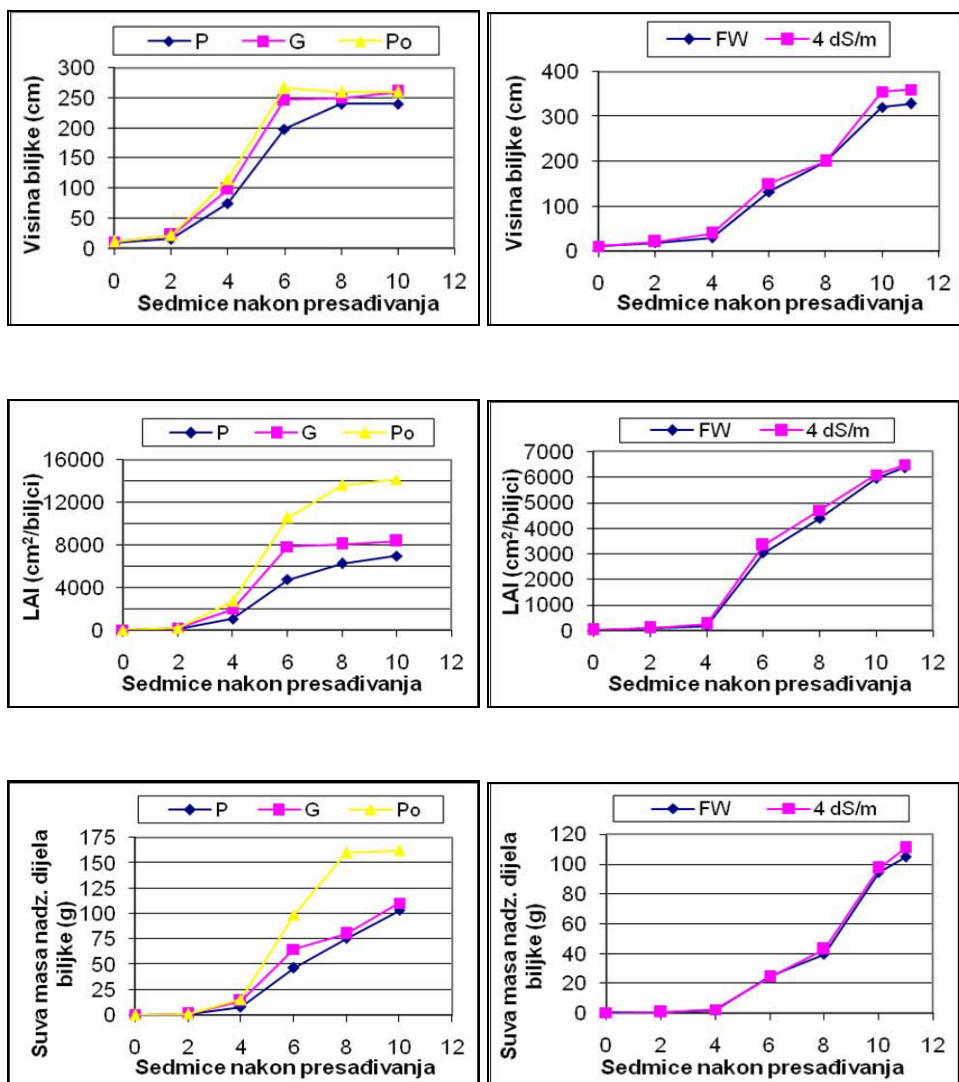 P G Po
Visina biljke (cm)
300
250
200
150
100
50
0
0 2 4 6 8 10 12
Sedmice nakon presađivanja
FW 4 dS/m
Visina biljke (cm)
400
300
200
100
0
0 2 4 6 8 10 12
Sedmice nakon presađivanja
P G Po
LAI (cm²/biljci)
16000
12000
8000
4000
0
0 2 4 6 8 10 12
Sedmice nakon presađivanja
FW 4 dS/m
LAI (cm²/biljci)
7000
6000
5000
4000
3000
2000
1000
0
0 2 4 6 8 10 12
Sedmice nakon presađivanja
P G Po
Suva masa nadz. dijela
biljke (g)
175
150
125
100
75
50
25
0
0 2 4 6 8 10 12
Sedmice nakon presađivanja
FW 4 dS/m
Suva masa nadz. dijela
biljke (g)
120
100
80
60
40
20
0
0 2 4 6 8 10 12
Sedmice nakon presađivanja